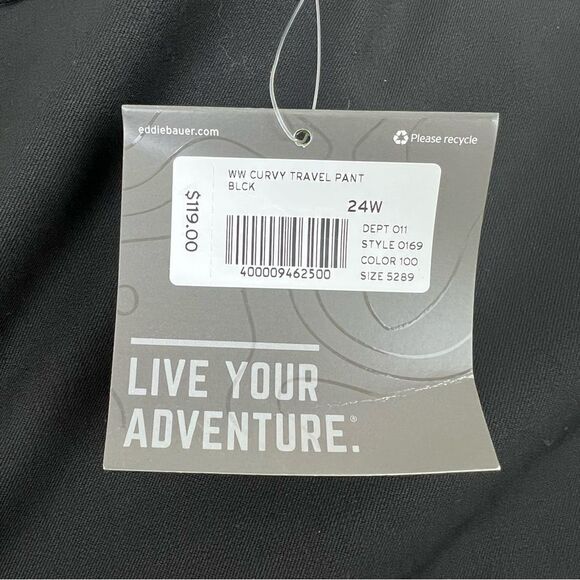 eddiebauer.com
Please recycle
WW CURVY TRAVEL PANT
BLCK
24W
$119.00
DEPT 011
STYLE 0169
COLOR 100
SIZE 5289
400009462500
LIVE YOUR
ADVENTURE.®